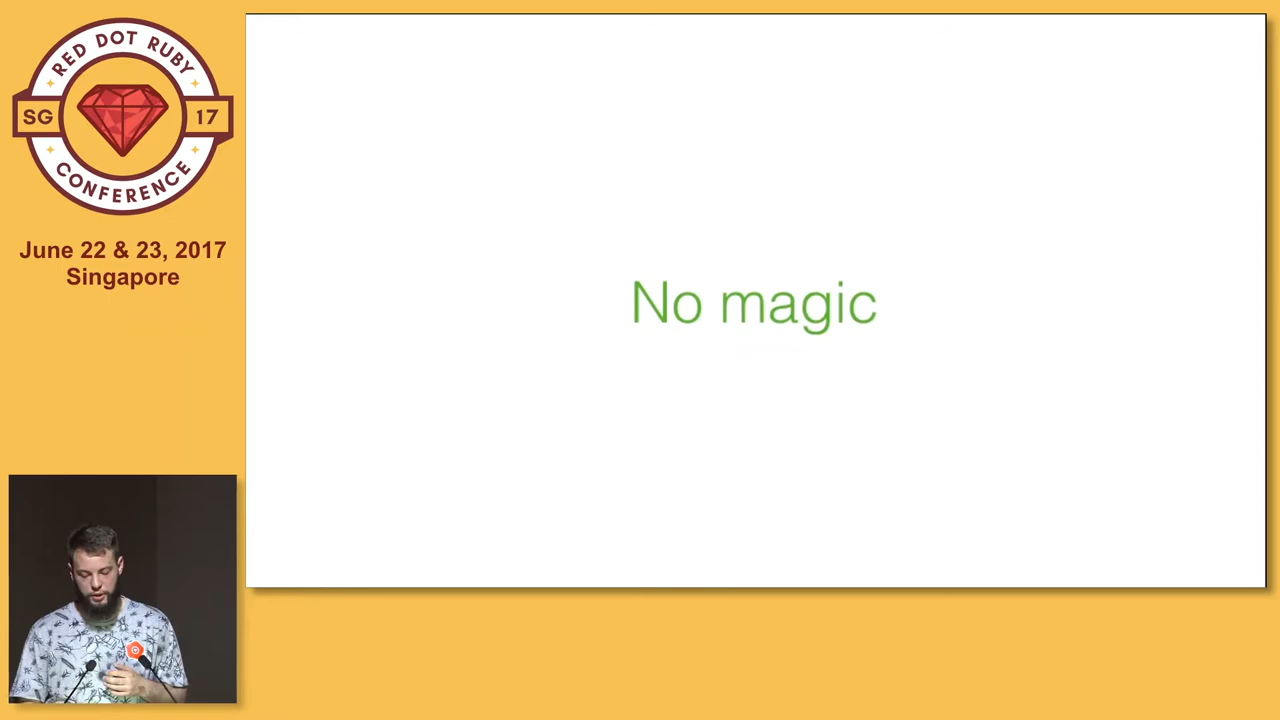 RED DOT RUBY
SG 17
CONFERENCE
June 22 & 23, 2017
Singapore
No magic